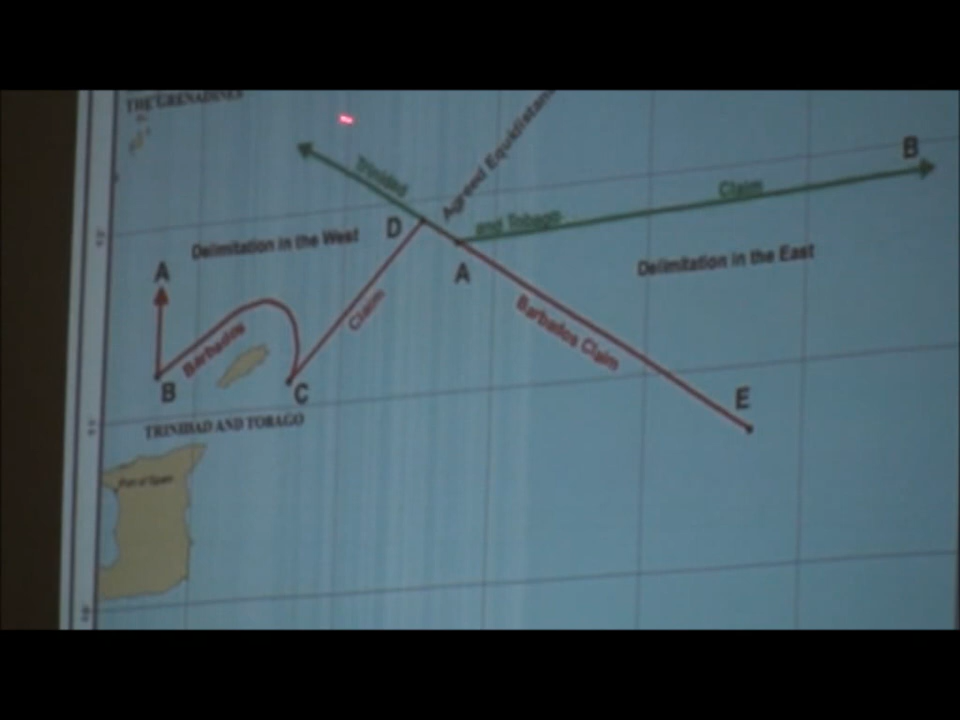 THE GRENADINES
Agreed Equidistance
Trinidad
and Tobago
Claim
B
D
A
Delimitation in the West
Delimitation in the East
A
Barbados
Claim
Barbados Claim
B
C
E
TRINIDAD AND TOBAGO
Port of Spain